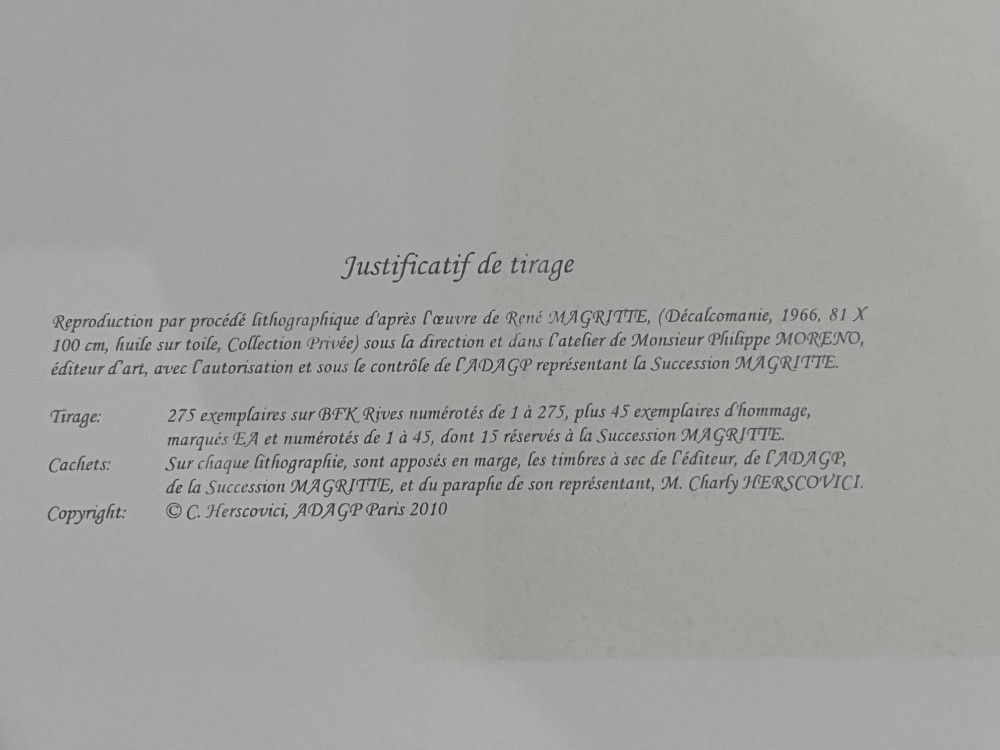 Justificatif de tirage
Reproduction par procédé lithographique d'après l'œuvre de René MAGRITTE, (Décalcomanie, 1966, 81 X
100 cm, huile sur toile, Collection Privée) sous la direction et dans l'atelier de Monsieur Philippe MORENO,
éditeur d'art, avec l'autorisation et sous le contrôle de l'ADAGP représentant la Succession MAGRITTE.
Tirage: 275 exemplaires sur BFK Rives numérotés de 1 à 275, plus 45 exemplaires d'hommage,
marqués EA et numérotés de 1 à 45, dont 15 réservés à la Succession MAGRITTE.
Cachets: Sur chaque lithographie, sont apposés en marge, les timbres à sec de l'éditeur, de l'ADAGP,
de la Succession MAGRITTE, et du paraphe de son représentant, M. Charly HERSCOVICI.
Copyright: © C. Herscovici, ADAGP Paris 2010